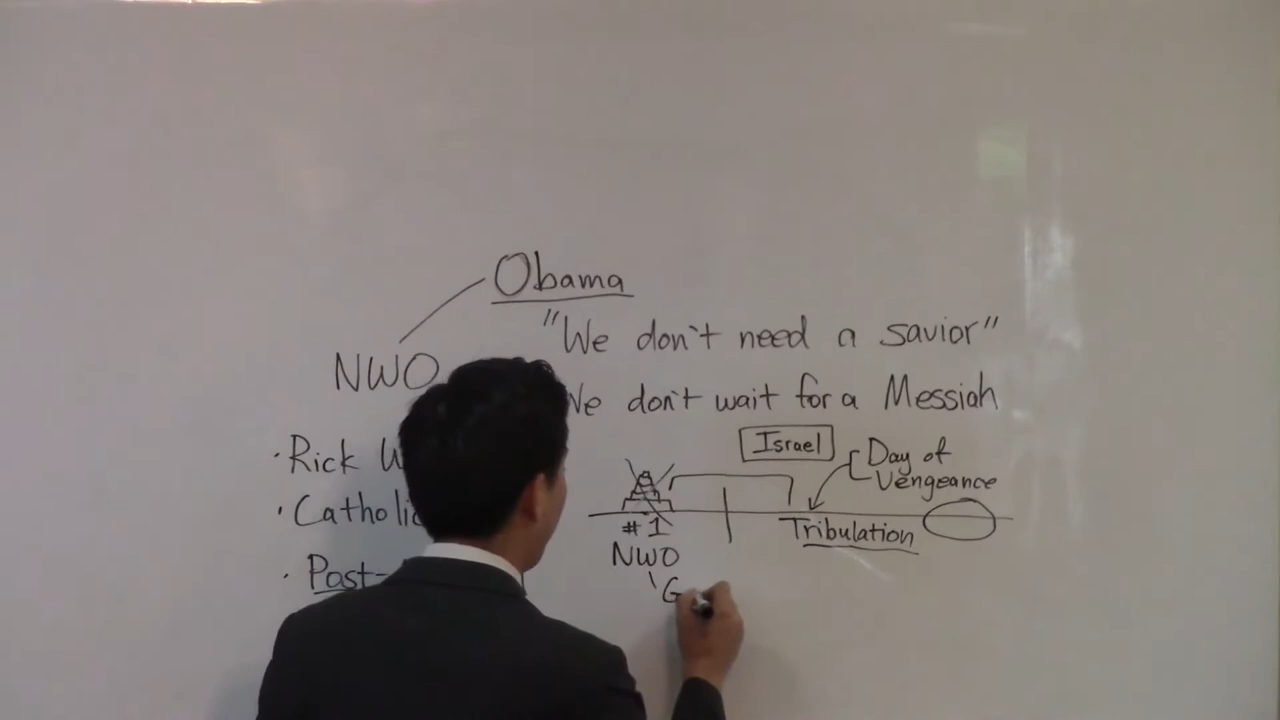 Obama
"We don't need a savior"
NWO
We don't wait for a Messiah
· Rick
Israel
Day of
Vengeance
· Catholic
#1
Tribulation
NWO
· Post-
G